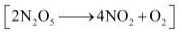 [2N₂O₅ ⟶ 4NO₂ + O₂]